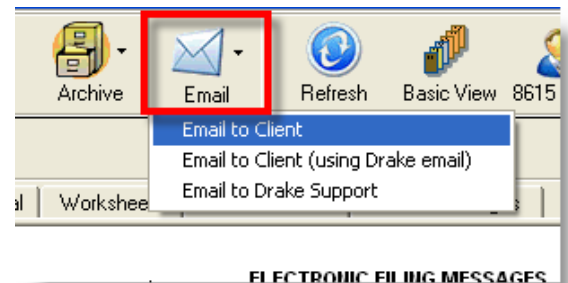 Archive Email Refresh Basic View 8615
Email to Client
Email to Client (using Drake email)
Email to Drake Support
al Workshee s
ELECTRONIC FILING MESSAGES